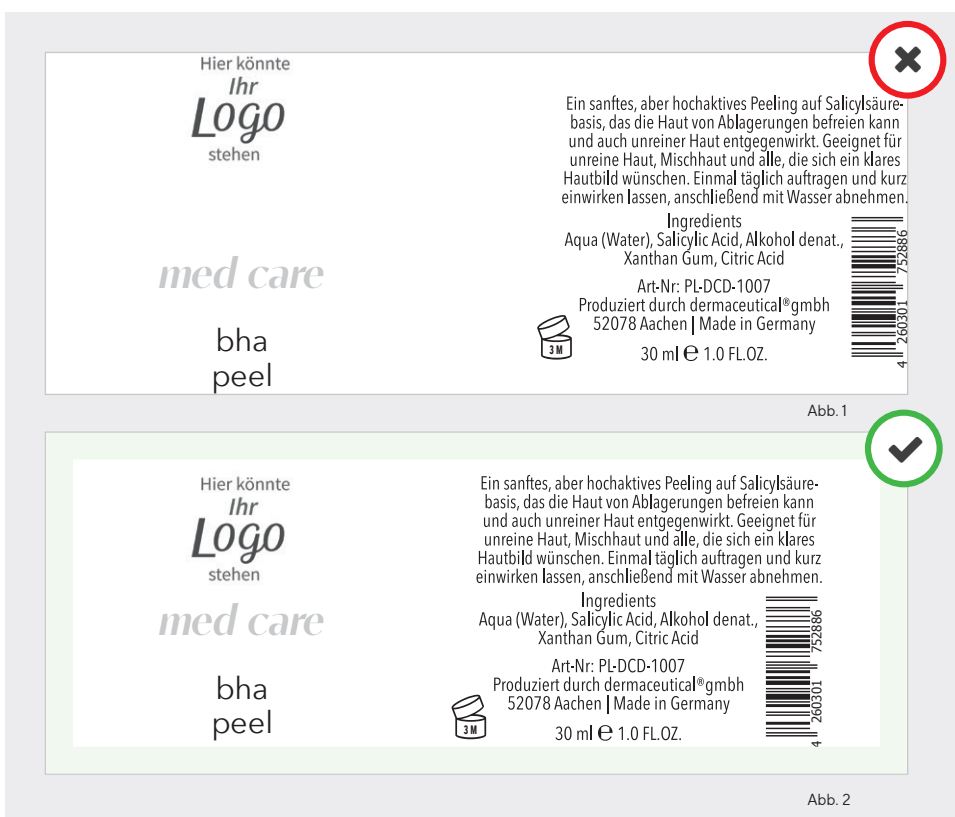 Hier könnte
Ihr
Logo
stehen
med care
bha
peel
Ein sanftes, aber hochaktives Peeling auf Salicylsäure-
basis, das die Haut von Ablagerungen befreien kann
und auch unreiner Haut entgegenwirkt. Geeignet für
unreine Haut, Mischhaut und alle, die sich ein klares
Hautbild wünschen. Einmal täglich auftragen und kurz
einwirken lassen, anschließend mit Wasser abnehmen.
Ingredients
Aqua (Water), Salicylic Acid, Alkohol denat.,
Xanthan Gum, Citric Acid
Art-Nr: PL-DCD-1007
Produziert durch dermaceutical®gmbh
52078 Aachen | Made in Germany
3 M
30 ml ℮ 1.0 FL.OZ.
4 260301 752886
Abb. 1
Hier könnte
Ihr
Logo
stehen
med care
bha
peel
Ein sanftes, aber hochaktives Peeling auf Salicylsäure-
basis, das die Haut von Ablagerungen befreien kann
und auch unreiner Haut entgegenwirkt. Geeignet für
unreine Haut, Mischhaut und alle, die sich ein klares
Hautbild wünschen. Einmal täglich auftragen und kurz
einwirken lassen, anschließend mit Wasser abnehmen.
Ingredients
Aqua (Water), Salicylic Acid, Alkohol denat.,
Xanthan Gum, Citric Acid
Art-Nr: PL-DCD-1007
Produziert durch dermaceutical®gmbh
52078 Aachen | Made in Germany
3 M
30 ml ℮ 1.0 FL.OZ.
4 260301 752886
Abb. 2